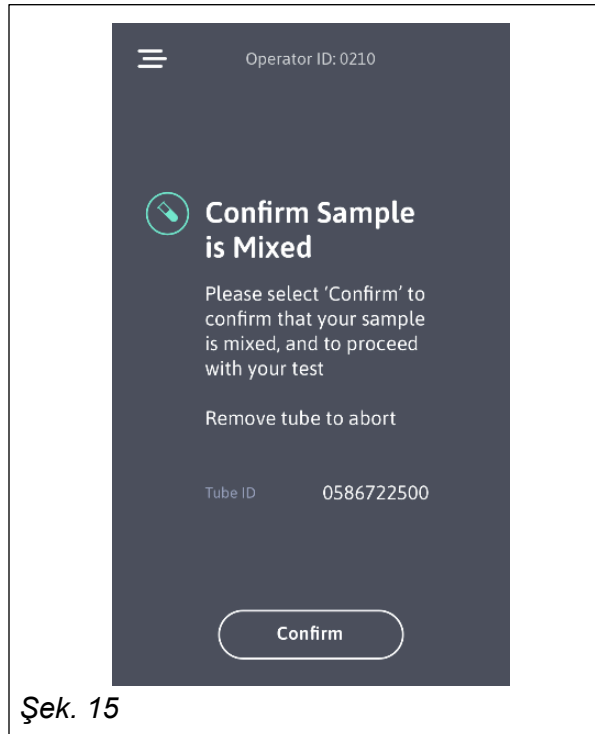 Operator ID: 0210
Confirm Sample
is Mixed
Please select ‘Confirm’ to
confirm that your sample
is mixed, and to proceed
with your test
Remove tube to abort
Tube ID 0586722500
Confirm
Şek. 15